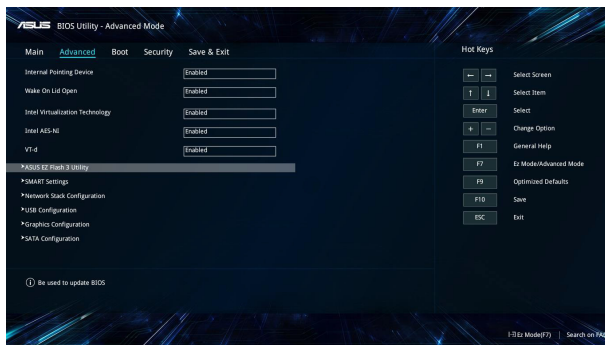 ASUS BIOS Utility - Advanced Mode
Main Advanced Boot Security Save & Exit
Internal Pointing Device Enabled
Wake On Lid Open Enabled
Intel Virtualization Technology Enabled
Intel AES-NI Enabled
VT-d Enabled
ASUS EZ Flash 3 Utility
SMART Settings
Network Stack Configuration
USB Configuration
Graphics Configuration
SATA Configuration
Be used to update BIOS
Hot Keys
← → Select Screen
↑ ↓ Select Item
Enter Select
+ − Change Option
F1 General Help
F7 Ez Mode/Advanced Mode
F9 Optimized Defaults
F10 Save
ESC Exit
Ez Mode(F7) | Search on FA